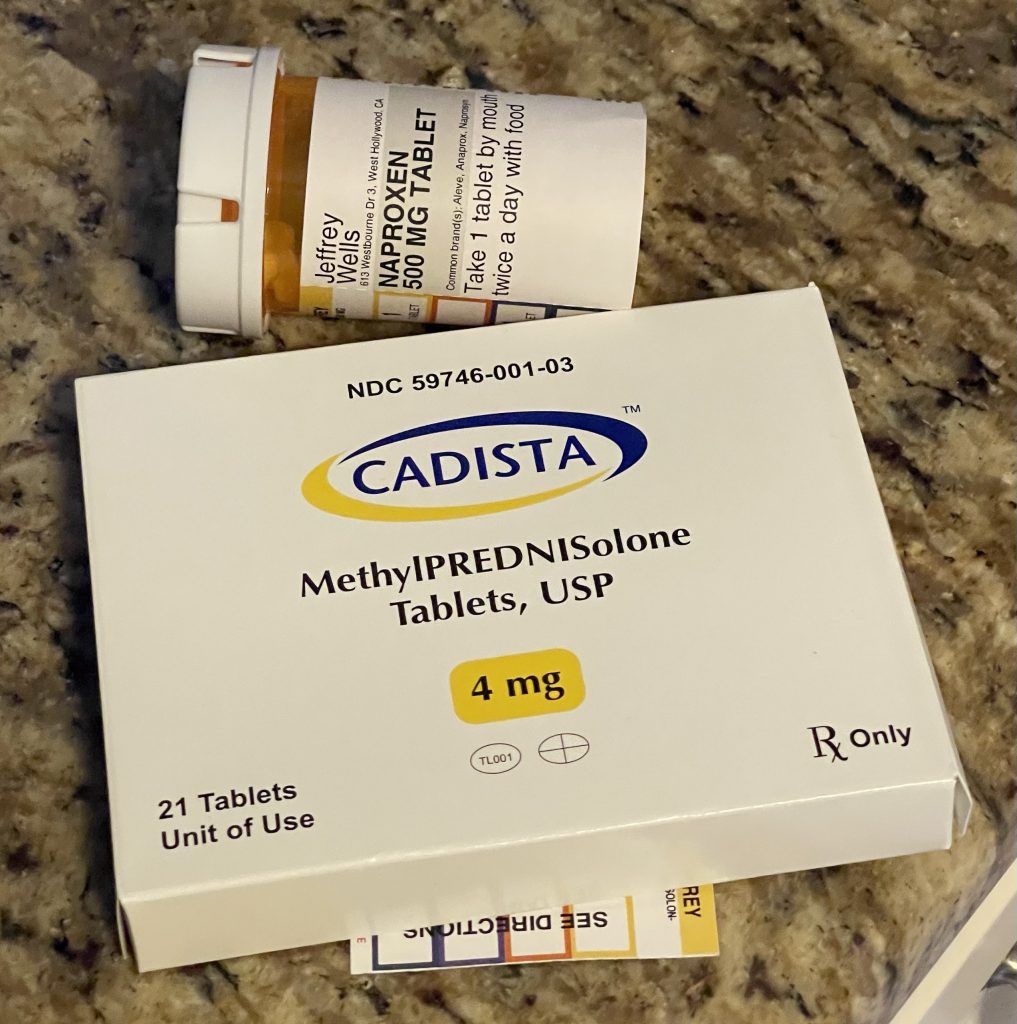 Jeffrey
Wells
613 Westbourne Dr 3, West Hollywood, CA
NAPROXEN
500 MG TABLET
Common brand(s): Aleve, Anaprox, Naprosyn
Take 1 tablet by mouth
twice a day with food
NDC 59746-001-03
CADISTA™
MethylPREDNISolone
Tablets, USP
4 mg
TL001
Rx Only
21 Tablets
Unit of Use
SEE DIRECTIONS
REY
SOLON-